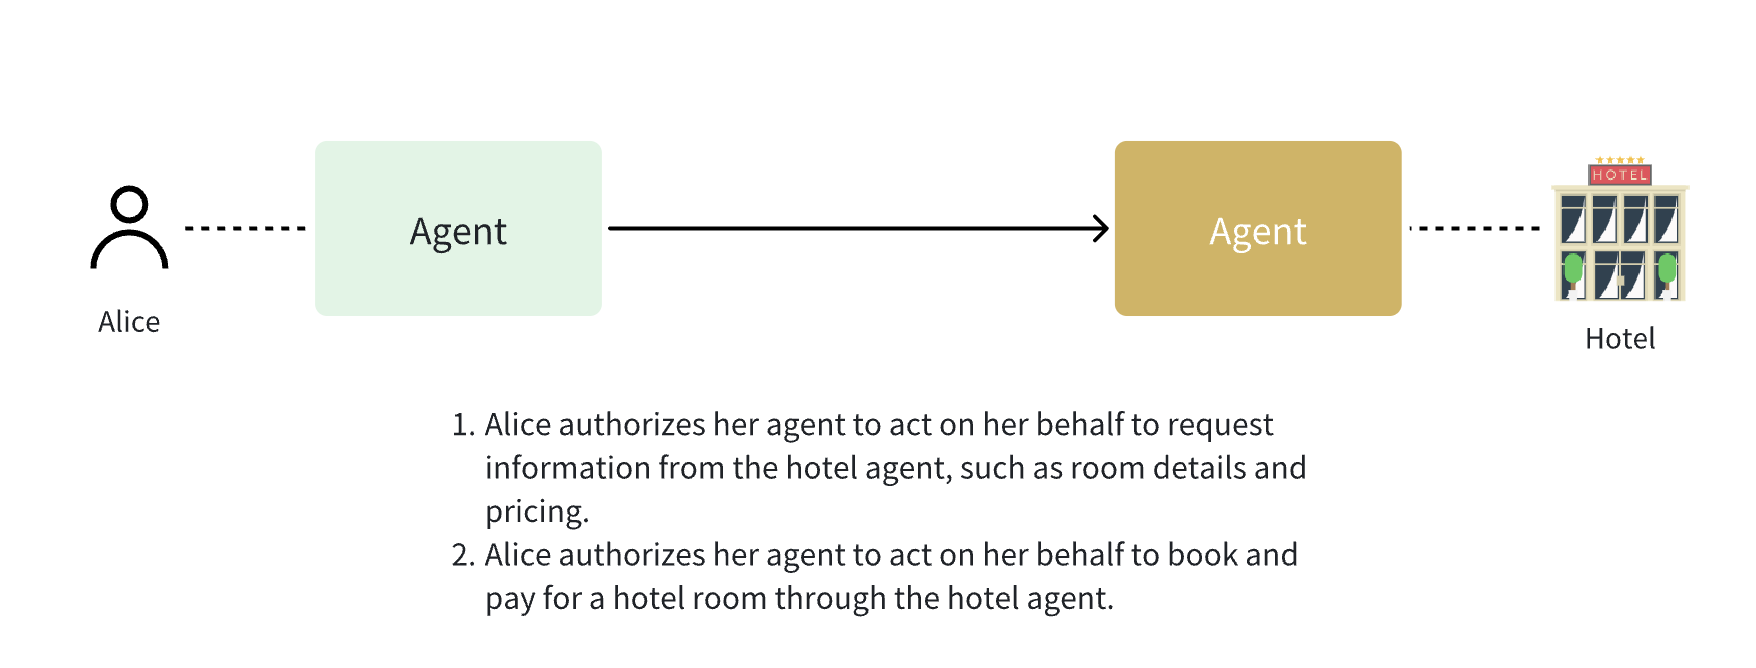 HOTEL
Agent
Agent
Alice
Hotel
1. Alice authorizes her agent to act on her behalf to request
information from the hotel agent, such as room details and
pricing.
2. Alice authorizes her agent to act on her behalf to book and
pay for a hotel room through the hotel agent.